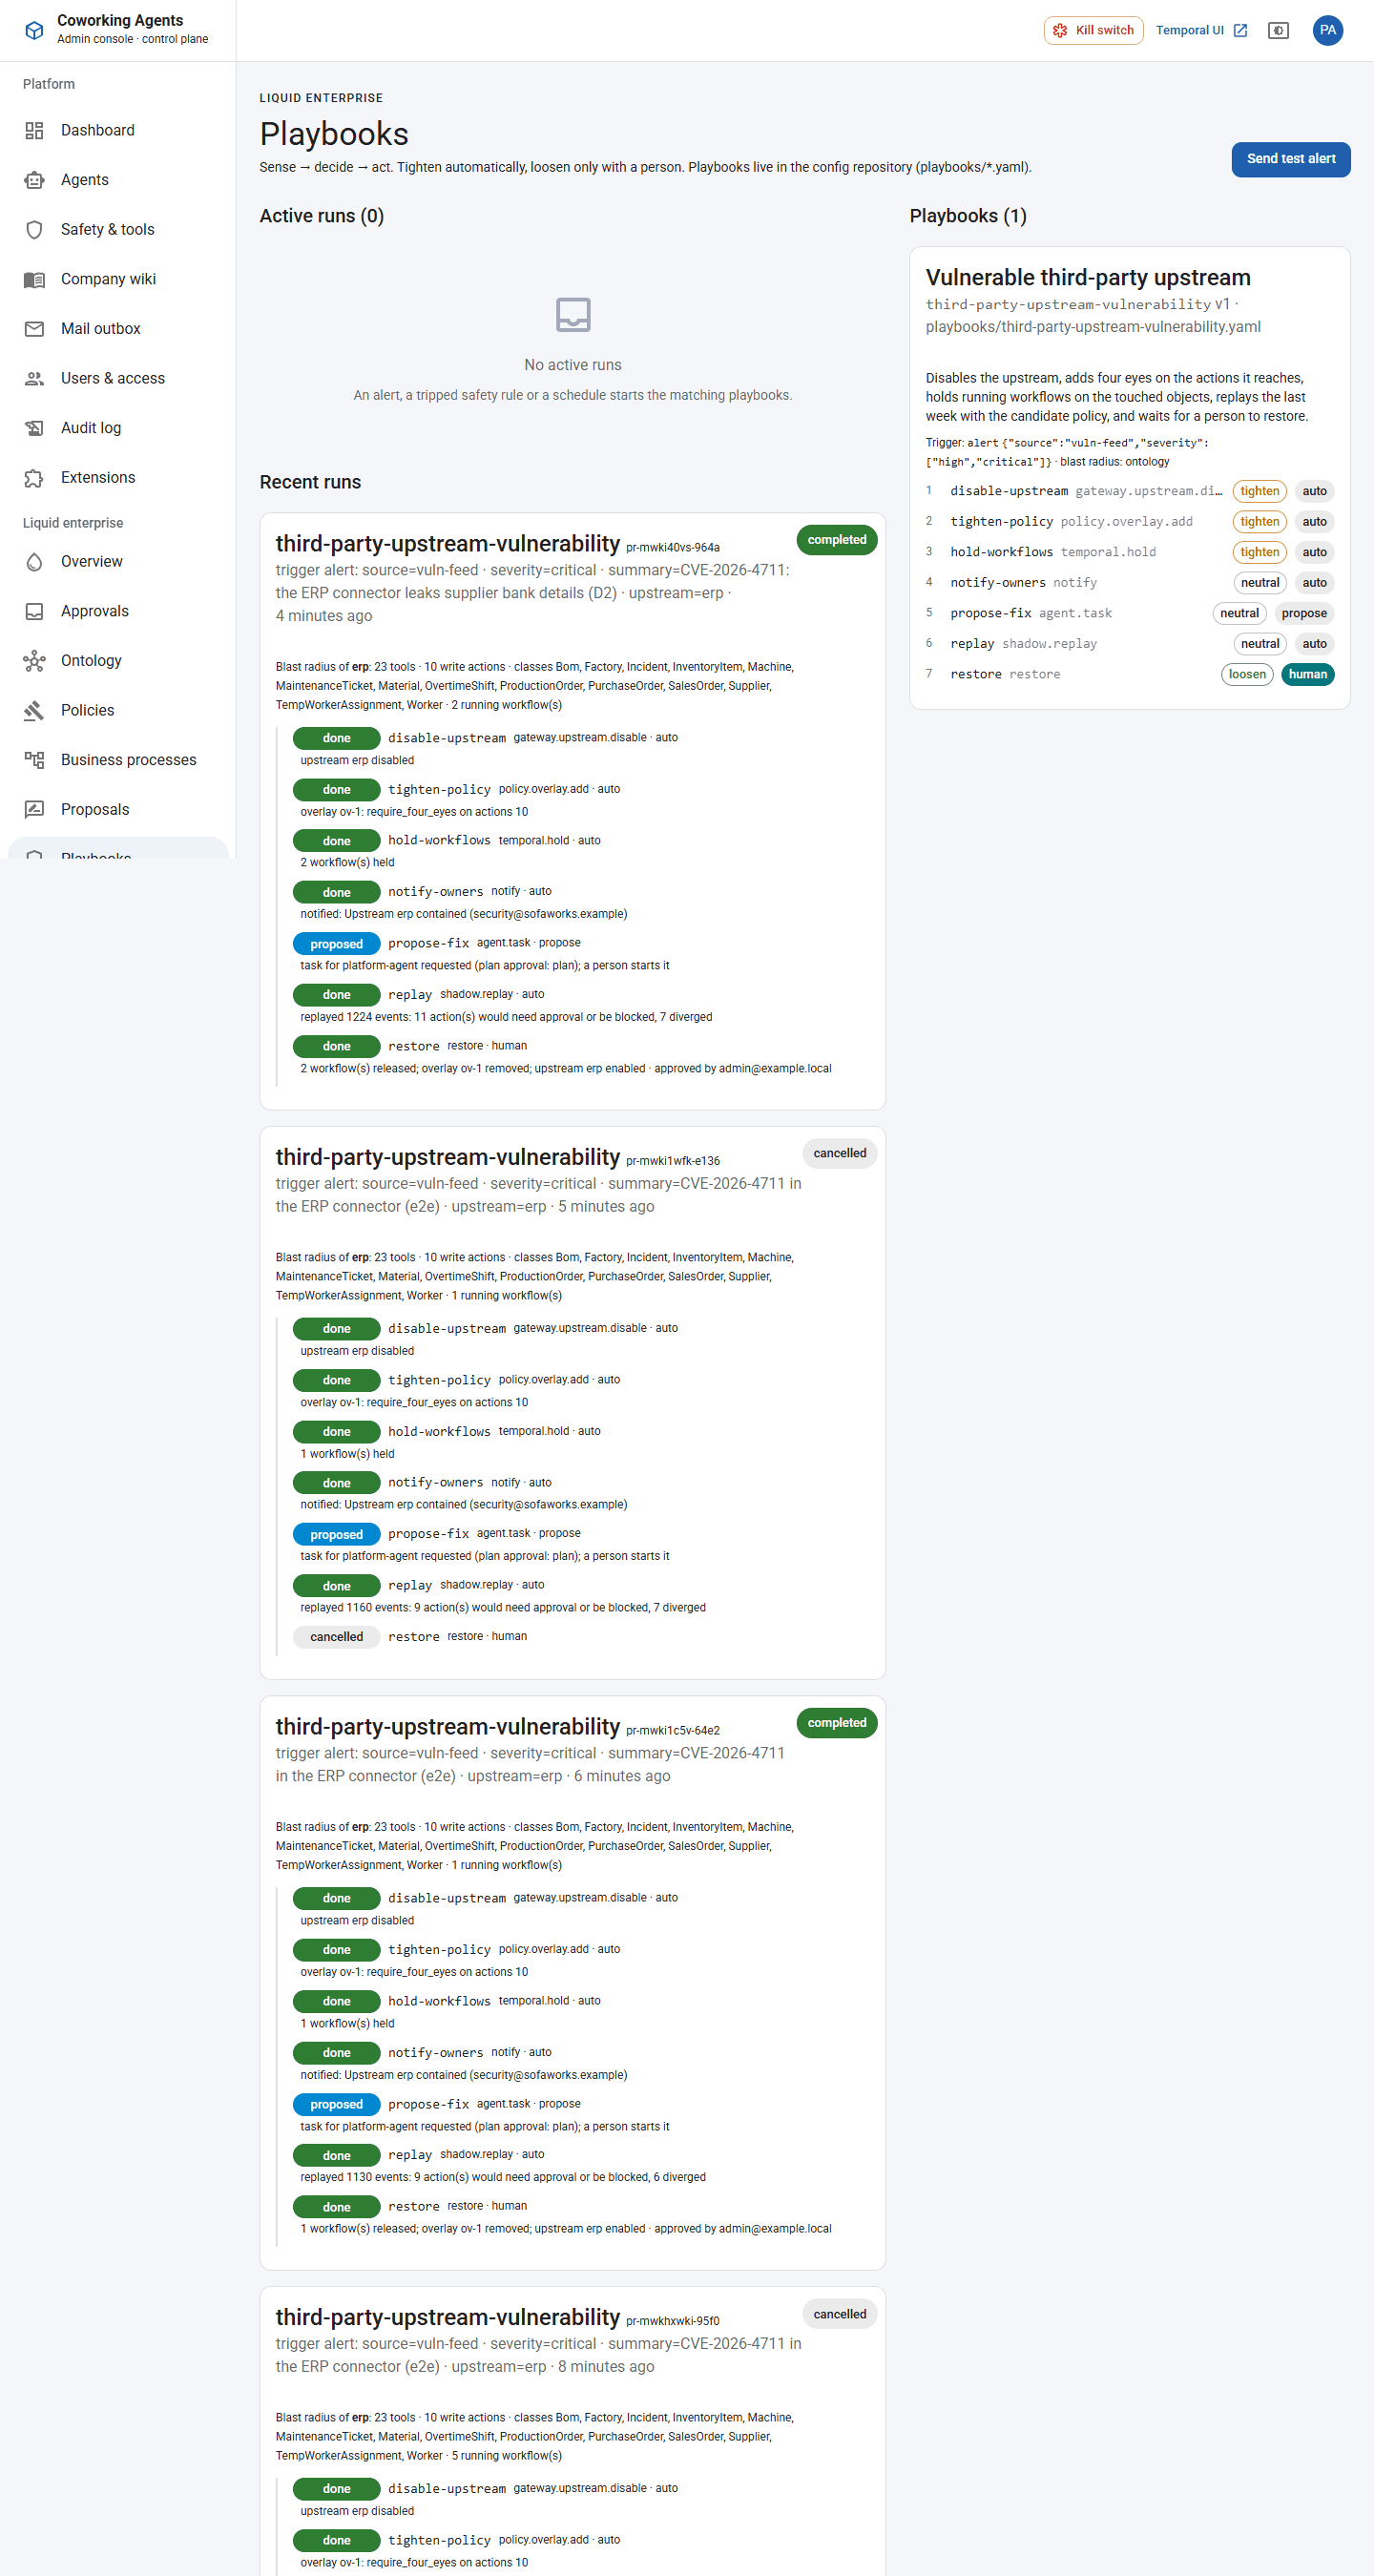 Coworking Agents
Admin console · control plane
Kill switch
Temporal UI
PA
Platform
Dashboard
Agents
Safety & tools
Company wiki
Mail outbox
Users & access
Audit log
Extensions
Liquid enterprise
Overview
Approvals
Ontology
Policies
Business processes
Proposals
Playbooks
LIQUID ENTERPRISE
Playbooks
Sense → decide → act. Tighten automatically, loosen only with a person. Playbooks live in the config repository (playbooks/*.yaml).
Send test alert
Active runs (0)
No active runs
An alert, a tripped safety rule or a schedule starts the matching playbooks.
Recent runs
third-party-upstream-vulnerability pr-mwki40vs-964a
completed
trigger alert: source=vuln-feed · severity=critical · summary=CVE-2026-4711:
the ERP connector leaks supplier bank details (D2) · upstream=erp ·
4 minutes ago
Blast radius of erp: 23 tools · 10 write actions · classes Bom, Factory, Incident, InventoryItem, Machine,
MaintenanceTicket, Material, OvertimeShift, ProductionOrder, PurchaseOrder, SalesOrder, Supplier,
TempWorkerAssignment, Worker · 2 running workflow(s)
done disable-upstream gateway.upstream.disable · auto
upstream erp disabled
done tighten-policy policy.overlay.add · auto
overlay ov-1: require_four_eyes on actions 10
done hold-workflows temporal.hold · auto
2 workflow(s) held
done notify-owners notify · auto
notified: Upstream erp contained (security@sofaworks.example)
proposed propose-fix agent.task · propose
task for platform-agent requested (plan approval: plan); a person starts it
done replay shadow.replay · auto
replayed 1224 events: 11 action(s) would need approval or be blocked, 7 diverged
done restore restore · human
2 workflow(s) released; overlay ov-1 removed; upstream erp enabled · approved by admin@example.local
third-party-upstream-vulnerability pr-mwki1wfk-e136
cancelled
trigger alert: source=vuln-feed · severity=critical · summary=CVE-2026-4711 in
the ERP connector (e2e) · upstream=erp · 5 minutes ago
Blast radius of erp: 23 tools · 10 write actions · classes Bom, Factory, Incident, InventoryItem, Machine,
MaintenanceTicket, Material, OvertimeShift, ProductionOrder, PurchaseOrder, SalesOrder, Supplier,
TempWorkerAssignment, Worker · 1 running workflow(s)
done disable-upstream gateway.upstream.disable · auto
upstream erp disabled
done tighten-policy policy.overlay.add · auto
overlay ov-1: require_four_eyes on actions 10
done hold-workflows temporal.hold · auto
1 workflow(s) held
done notify-owners notify · auto
notified: Upstream erp contained (security@sofaworks.example)
proposed propose-fix agent.task · propose
task for platform-agent requested (plan approval: plan); a person starts it
done replay shadow.replay · auto
replayed 1160 events: 9 action(s) would need approval or be blocked, 7 diverged
cancelled restore restore · human
third-party-upstream-vulnerability pr-mwki1c5v-64e2
completed
trigger alert: source=vuln-feed · severity=critical · summary=CVE-2026-4711
in the ERP connector (e2e) · upstream=erp · 6 minutes ago
Blast radius of erp: 23 tools · 10 write actions · classes Bom, Factory, Incident, InventoryItem, Machine,
MaintenanceTicket, Material, OvertimeShift, ProductionOrder, PurchaseOrder, SalesOrder, Supplier,
TempWorkerAssignment, Worker · 1 running workflow(s)
done disable-upstream gateway.upstream.disable · auto
upstream erp disabled
done tighten-policy policy.overlay.add · auto
overlay ov-1: require_four_eyes on actions 10
done hold-workflows temporal.hold · auto
1 workflow(s) held
done notify-owners notify · auto
notified: Upstream erp contained (security@sofaworks.example)
proposed propose-fix agent.task · propose
task for platform-agent requested (plan approval: plan); a person starts it
done replay shadow.replay · auto
replayed 1130 events: 9 action(s) would need approval or be blocked, 6 diverged
done restore restore · human
1 workflow(s) released; overlay ov-1 removed; upstream erp enabled · approved by admin@example.local
third-party-upstream-vulnerability pr-mwkhxwki-95f0
cancelled
trigger alert: source=vuln-feed · severity=critical · summary=CVE-2026-4711 in
the ERP connector (e2e) · upstream=erp · 8 minutes ago
Blast radius of erp: 23 tools · 10 write actions · classes Bom, Factory, Incident, InventoryItem, Machine,
MaintenanceTicket, Material, OvertimeShift, ProductionOrder, PurchaseOrder, SalesOrder, Supplier,
TempWorkerAssignment, Worker · 5 running workflow(s)
done disable-upstream gateway.upstream.disable · auto
upstream erp disabled
done tighten-policy policy.overlay.add · auto
overlay ov-1: require_four_eyes on actions 10
Playbooks (1)
Vulnerable third-party upstream
third-party-upstream-vulnerability v1 ·
playbooks/third-party-upstream-vulnerability.yaml
Disables the upstream, adds four eyes on the actions it reaches,
holds running workflows on the touched objects, replays the last
week with the candidate policy, and waits for a person to restore.
Trigger: alert {"source":"vuln-feed","severity":
["high","critical"]} · blast radius: ontology
1 disable-upstream gateway.upstream.di… tighten auto
2 tighten-policy policy.overlay.add tighten auto
3 hold-workflows temporal.hold tighten auto
4 notify-owners notify neutral auto
5 propose-fix agent.task neutral propose
6 replay shadow.replay neutral auto
7 restore restore loosen human